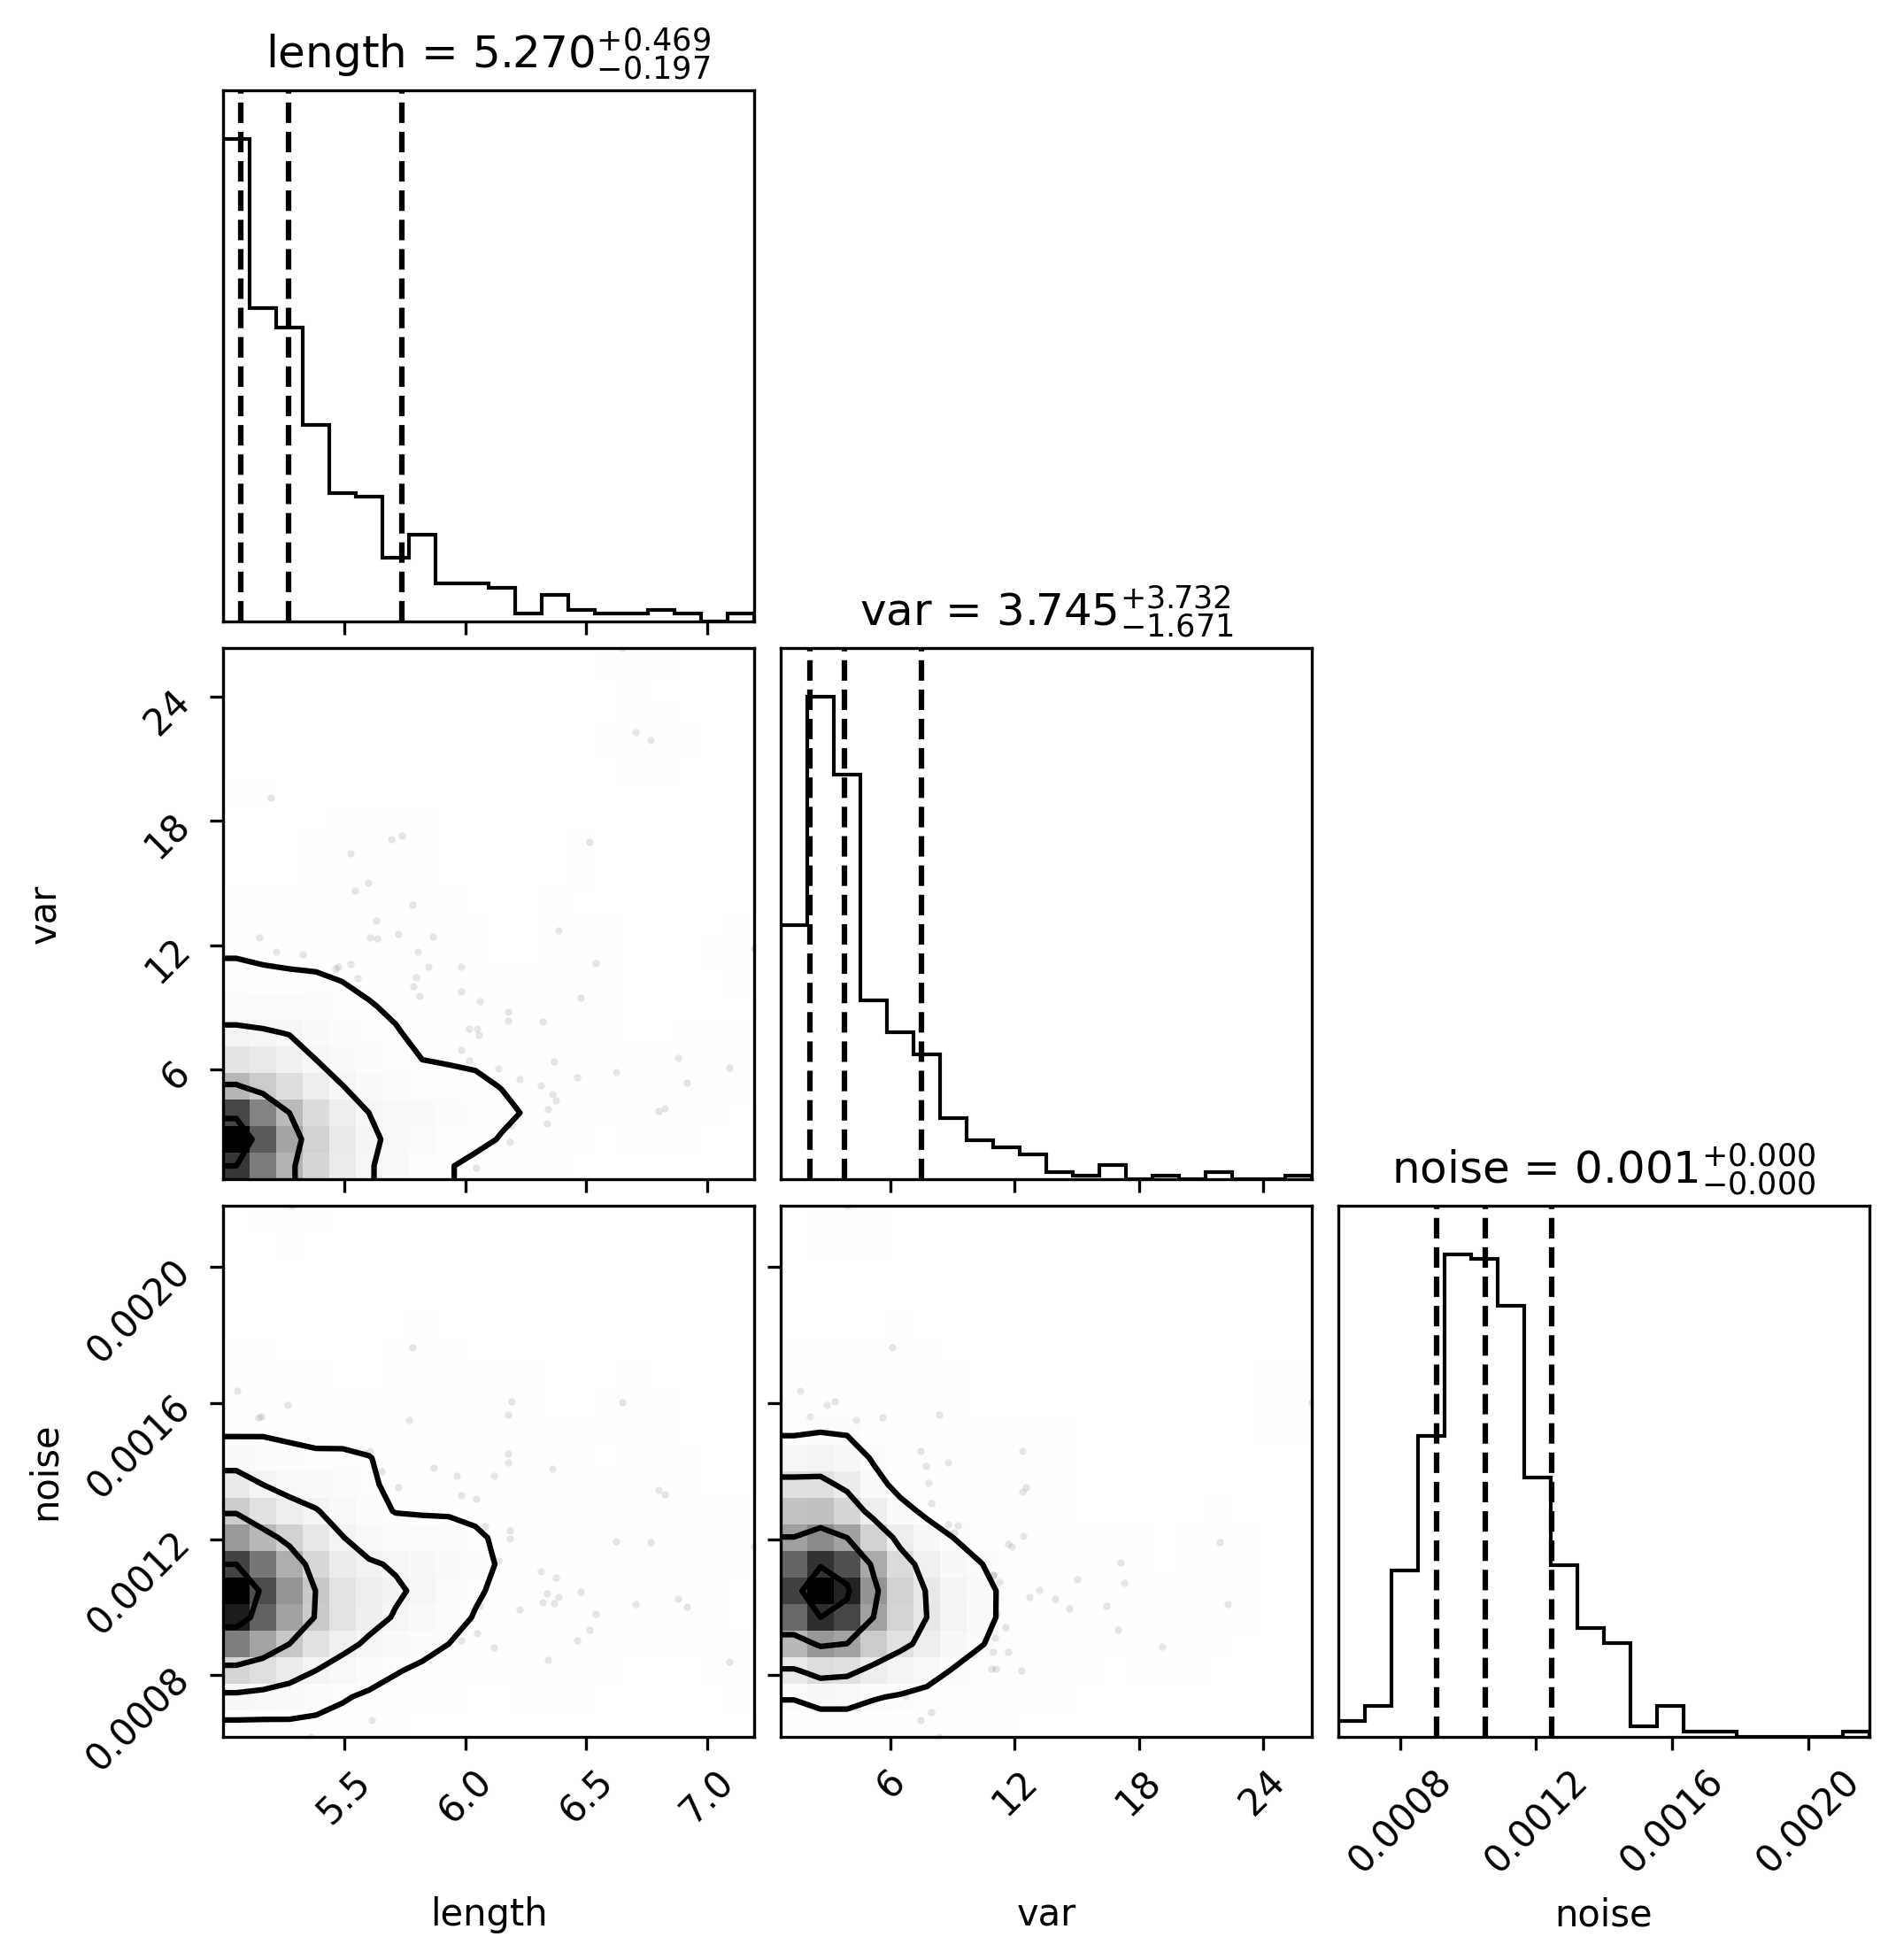 length = 5.270+0.469−0.197
var = 3.745+3.732−1.671
24
18
12
6
var
noise = 0.001+0.000−0.000
0.0020
0.0016
0.0012
0.0008
noise
5.5 6.0 6.5 7.0
6 12 18 24
0.0008 0.0012 0.0016 0.0020
length
var
noise